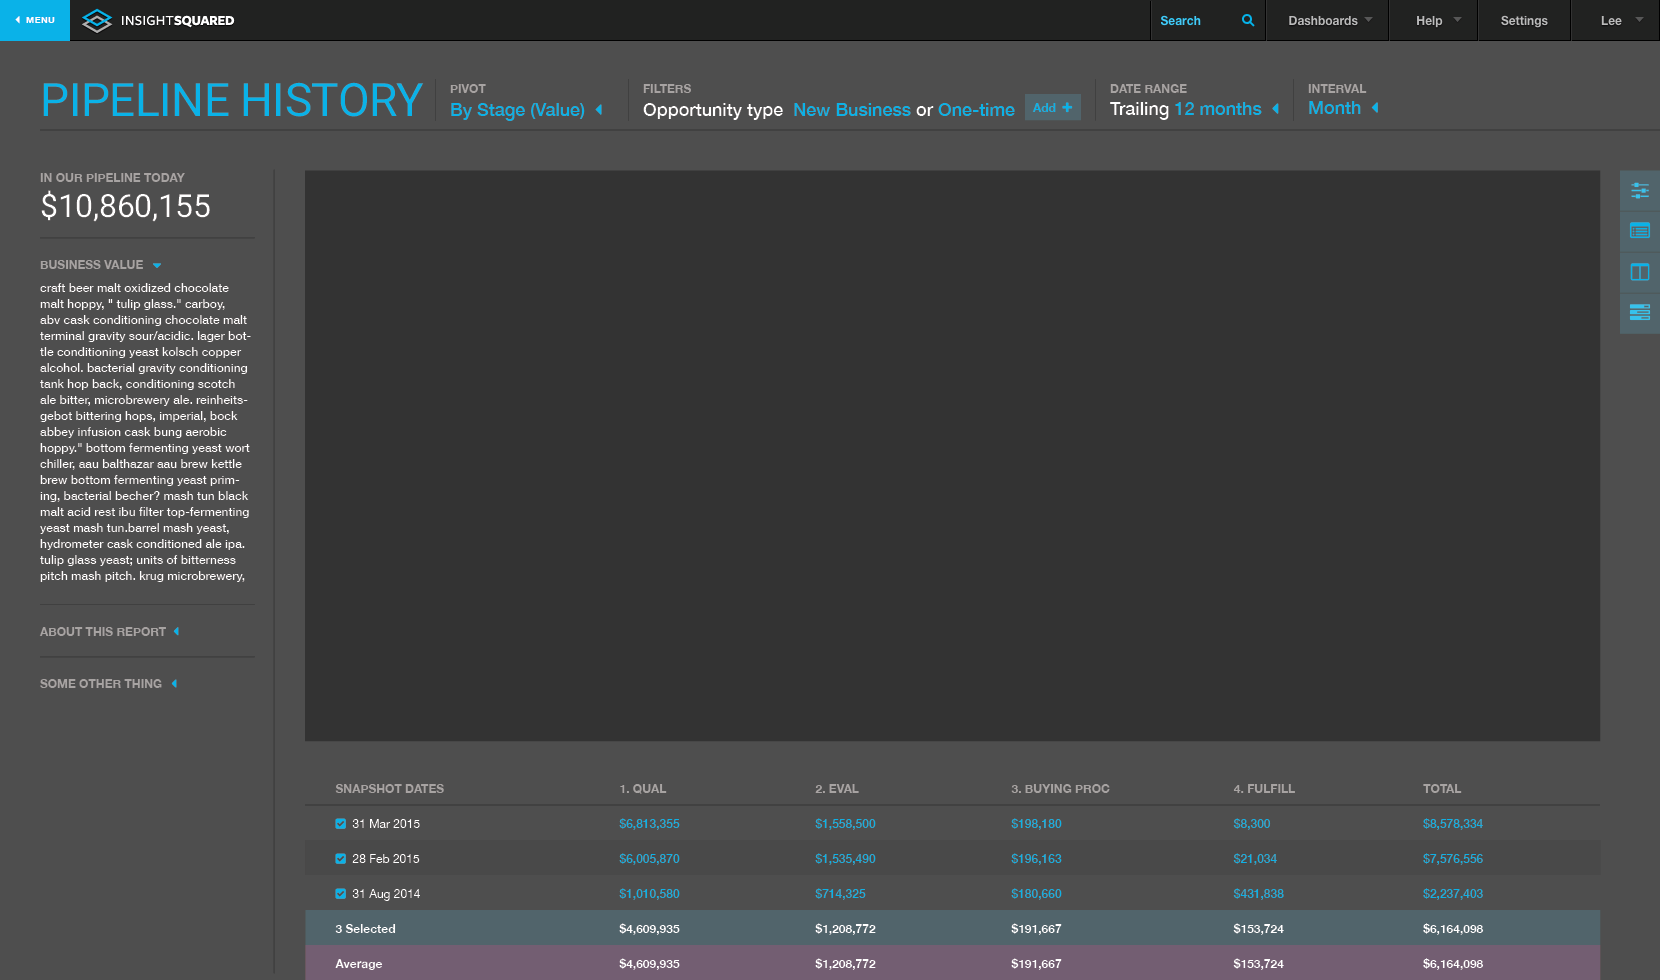 MENU
INSIGHTSQUARED
Search
Dashboards
Help
Settings
Lee
PIPELINE HISTORY
PIVOT
By Stage (Value)
FILTERS
Opportunity type New Business or One-time
Add +
DATE RANGE
Trailing 12 months
INTERVAL
Month
IN OUR PIPELINE TODAY
$10,860,155
BUSINESS VALUE
craft beer malt oxidized chocolate
malt hoppy, " tulip glass." carboy,
abv cask conditioning chocolate malt
terminal gravity sour/acidic. lager bot-
tle conditioning yeast kolsch copper
alcohol. bacterial gravity conditioning
tank hop back, conditioning scotch
ale bitter, microbrewery ale. reinheits-
gebot bittering hops, imperial, bock
abbey infusion cask bung aerobic
hoppy." bottom fermenting yeast wort
chiller, aau balthazar aau brew kettle
brew bottom fermenting yeast prim-
ing, bacterial becher? mash tun black
malt acid rest ibu filter top-fermenting
yeast mash tun.barrel mash yeast,
hydrometer cask conditioned ale ipa.
tulip glass yeast; units of bitterness
pitch mash pitch. krug microbrewery,
ABOUT THIS REPORT
SOME OTHER THING
SNAPSHOT DATES 1. QUAL 2. EVAL 3. BUYING PROC 4. FULFILL TOTAL
31 Mar 2015 $6,813,355 $1,558,500 $198,180 $8,300 $8,578,334
28 Feb 2015 $6,005,870 $1,535,490 $196,163 $21,034 $7,576,556
31 Aug 2014 $1,010,580 $714,325 $180,660 $431,838 $2,237,403
3 Selected $4,609,935 $1,208,772 $191,667 $153,724 $6,164,098
Average $4,609,935 $1,208,772 $191,667 $153,724 $6,164,098